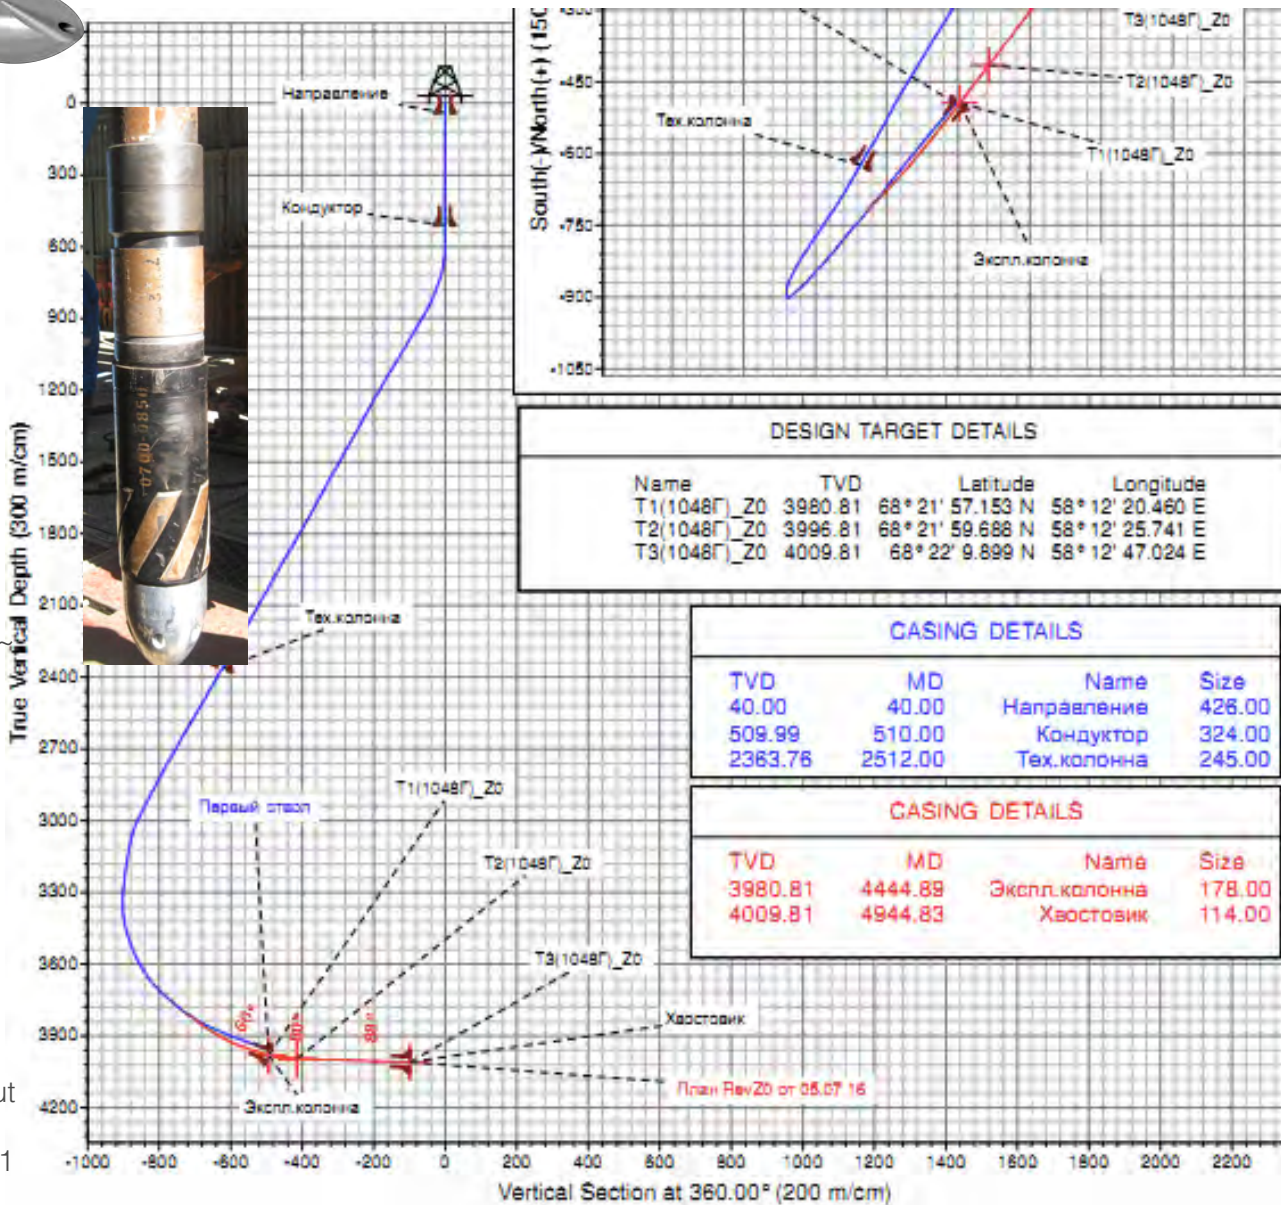 Направление
Кондуктор
Тех.колонна
Первый ствол
T1(1048Г)_Z0
T2(1048Г)_Z0
T3(1048Г)_Z0
Хвостовик
План RevZ0 от 05.07.16
Экспл.колонна
60°
80°
88°
0
300
600
900
1200
1500
1800
2100
2400
2700
3000
3300
3600
3900
4200
True Vertical Depth (300 m/cm)
-1000 -800 -600 -400 -200 0 200 400 600 800 1000 1200 1400 1600 1800 2000 2200
Vertical Section at 360.00° (200 m/cm)
0700-0850
ut
1
South(-)/North(+) (150
-300
-450
-600
-750
-900
-1050
T3(1048Г)_Z0
T2(1048Г)_Z0
T1(1048Г)_Z0
Тех.колонна
Экспл.колонна
DESIGN TARGET DETAILS
Name TVD Latitude Longitude
T1(1048Г)_Z0 3980.81 68° 21' 57.153 N 58° 12' 20.460 E
T2(1048Г)_Z0 3996.81 68° 21' 59.688 N 58° 12' 25.741 E
T3(1048Г)_Z0 4009.81 68° 22' 9.899 N 58° 12' 47.024 E
CASING DETAILS
TVD MD Name Size
40.00 40.00 Направление 426.00
509.99 510.00 Кондуктор 324.00
2363.76 2512.00 Тех.колонна 245.00
CASING DETAILS
TVD MD Name Size
3980.81 4444.89 Экспл.колонна 178.00
4009.81 4944.83 Хвостовик 114.00